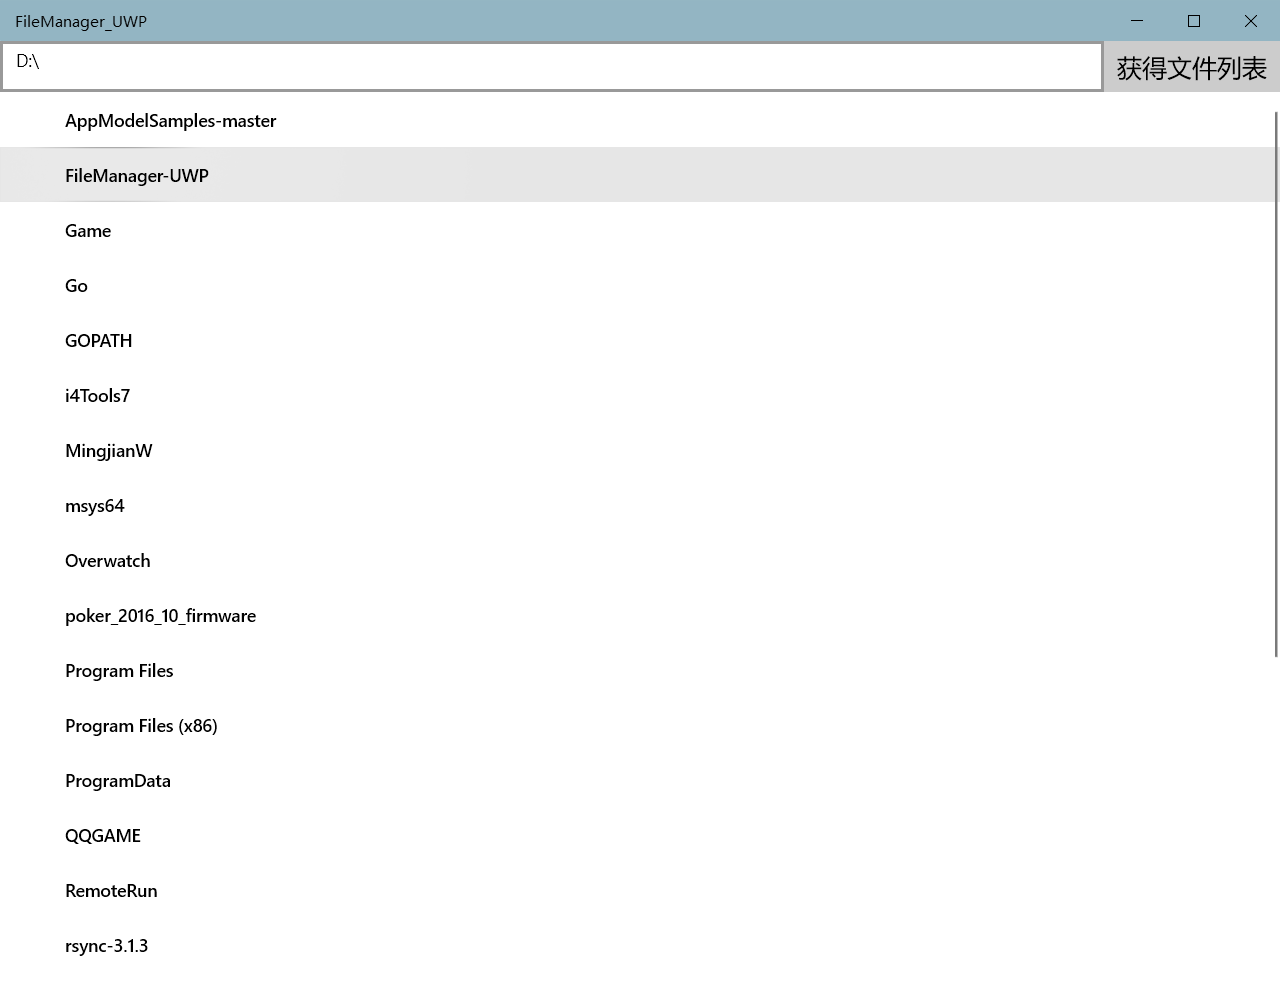 FileManager_UWP
D:\
获得文件列表
AppModelSamples-master
FileManager-UWP
Game
Go
GOPATH
i4Tools7
MingjianW
msys64
Overwatch
poker_2016_10_firmware
Program Files
Program Files (x86)
ProgramData
QQGAME
RemoteRun
rsync-3.1.3